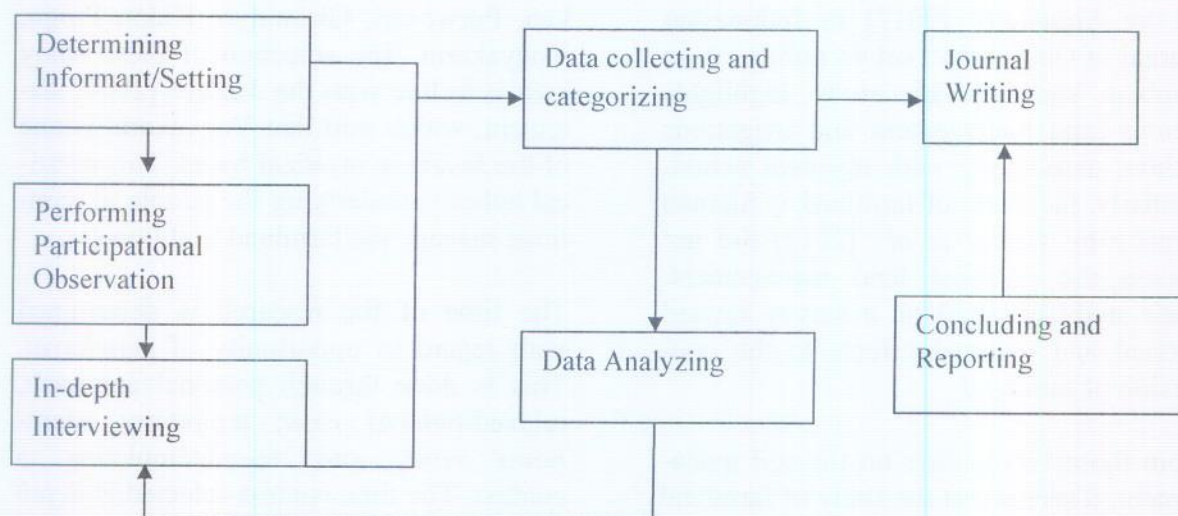 Determining
Informant/Setting
Performing
Participational
Observation
In-depth
Interviewing
Data collecting and
categorizing
Data Analyzing
Journal
Writing
Concluding and
Reporting